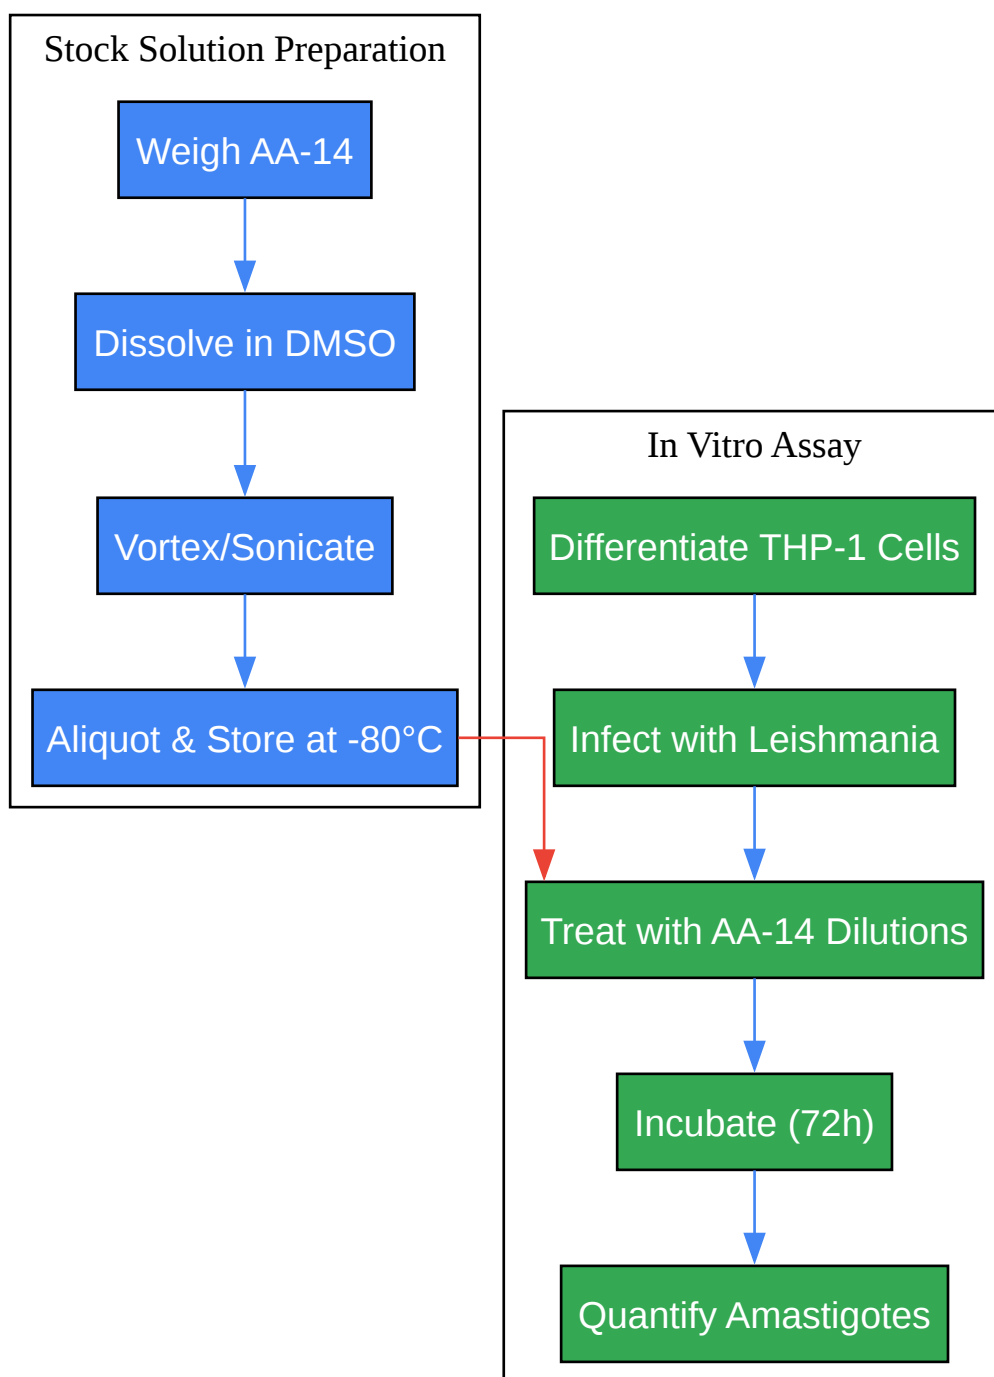 Stock Solution Preparation
Weigh AA-14
Dissolve in DMSO
Vortex/Sonicate
Aliquot & Store at -80°C
In Vitro Assay
Differentiate THP-1 Cells
Infect with Leishmania
Treat with AA-14 Dilutions
Incubate (72h)
Quantify Amastigotes